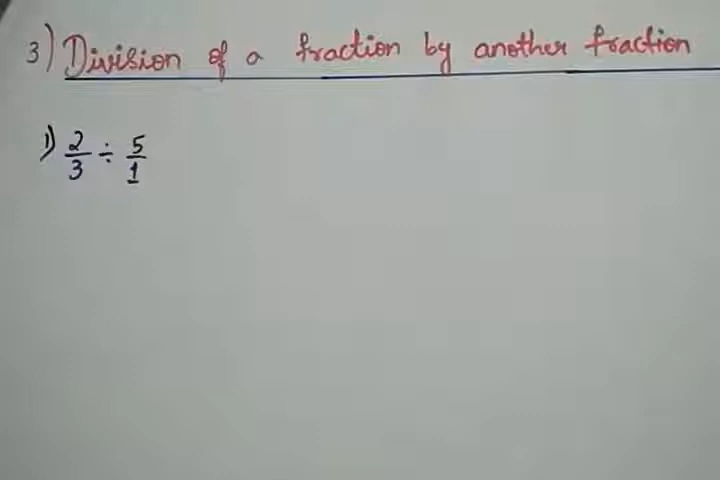 3) Division of a fraction by another fraction
1) 2/3 ÷ 5/1